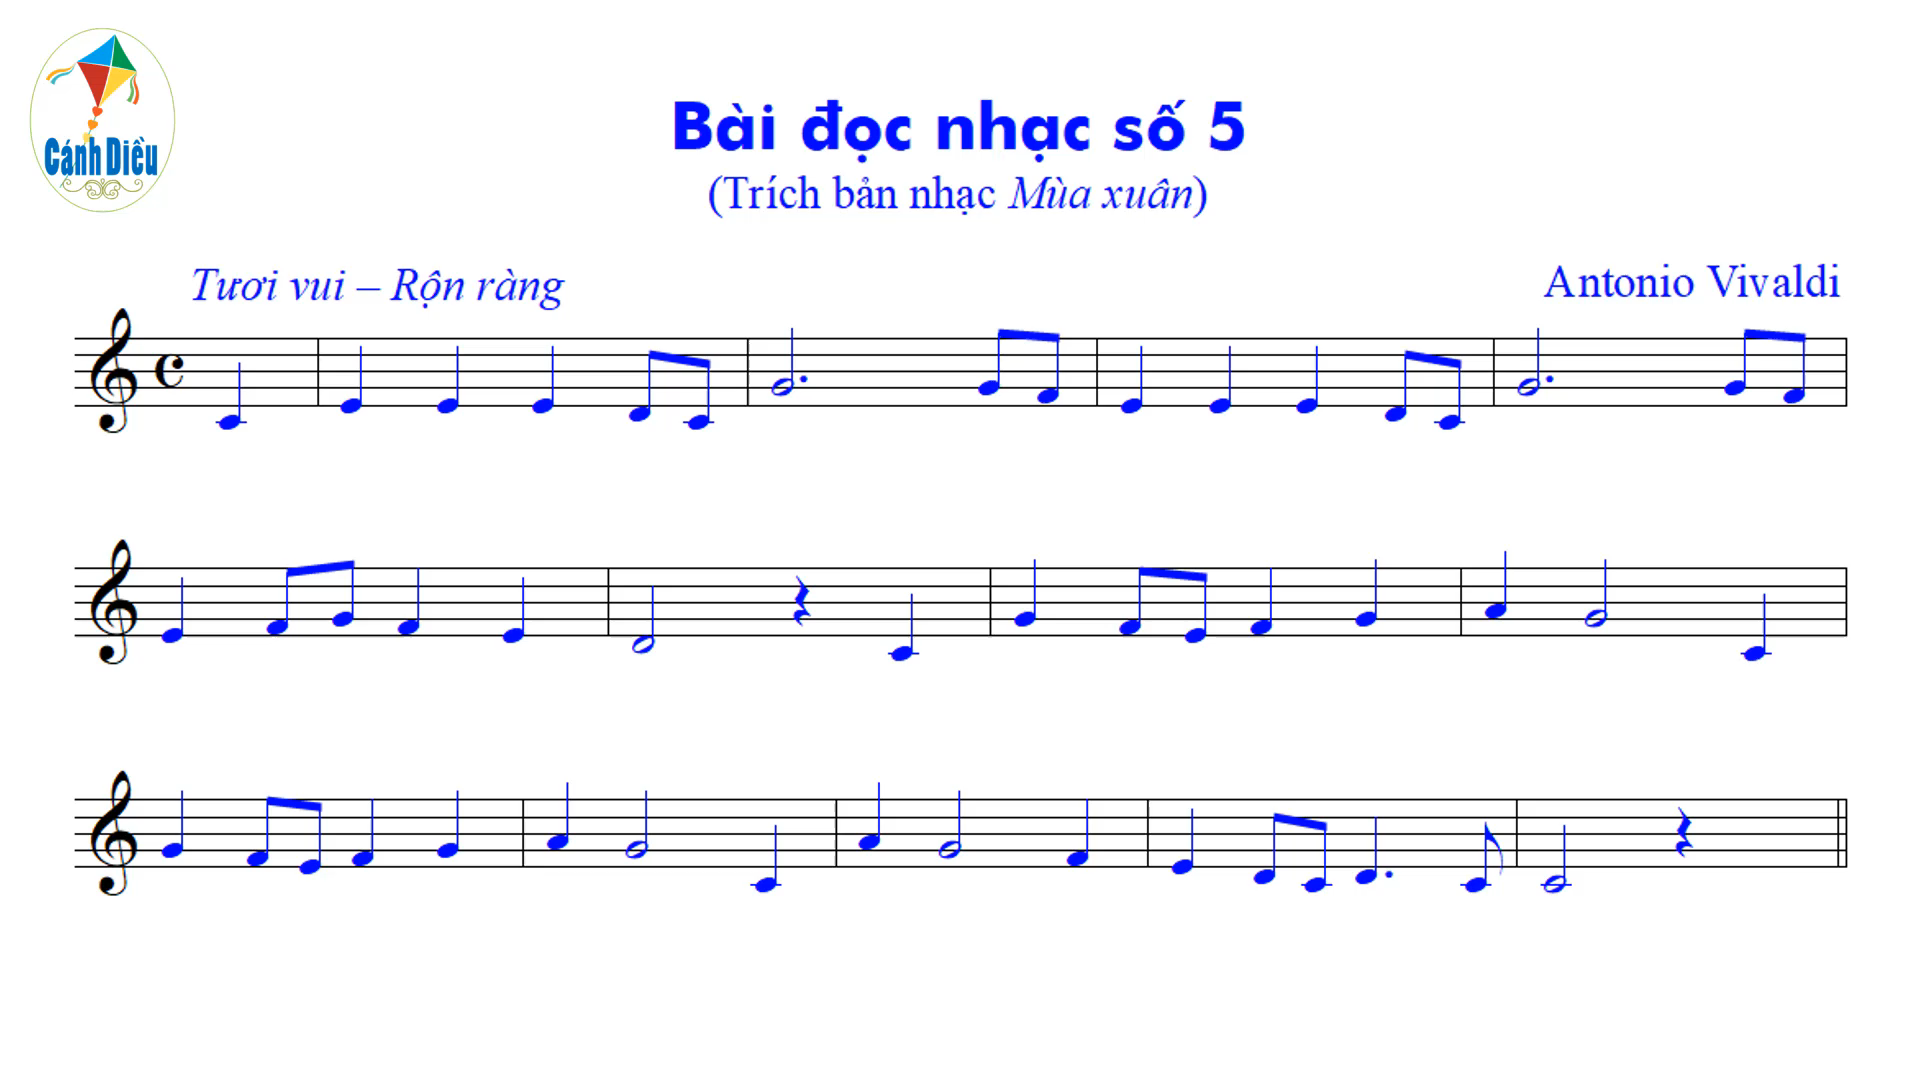 Cánh Diều
Bài đọc nhạc số 5
(Trích bản nhạc Mùa xuân)
Tươi vui – Rộn ràng
Antonio Vivaldi